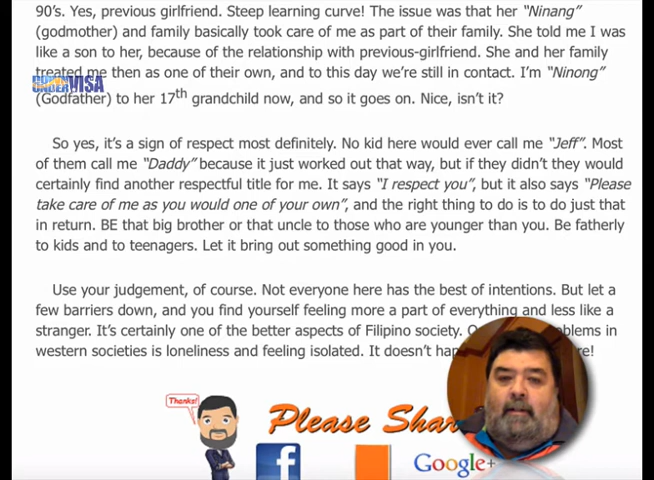 90's. Yes, previous girlfriend. Steep learning curve! The issue was that her "Ninang"
(godmother) and family basically took care of me as part of their family. She told me I was
like a son to her, because of the relationship with previous-girlfriend. She and her family
treated me then as one of their own, and to this day we're still in contact. I'm "Ninong"
DOWN UNDER VISA
(Godfather) to her 17th grandchild now, and so it goes on. Nice, isn't it?
So yes, it's a sign of respect most definitely. No kid here would ever call me "Jeff". Most
of them call me "Daddy" because it just worked out that way, but if they didn't they would
certainly find another respectful title for me. It says "I respect you", but it also says "Please
take care of me as you would one of your own", and the right thing to do is to do just that
in return. BE that big brother or that uncle to those who are younger than you. Be fatherly
to kids and to teenagers. Let it bring out something good in you.
Use your judgement, of course. Not everyone here has the best of intentions. But let a
few barriers down, and you find yourself feeling more a part of everything and less like a
stranger. It's certainly one of the better aspects of Filipino society. in
western societies is loneliness and feeling isolated. It doesn't
Thanks!
Please
f
Google+